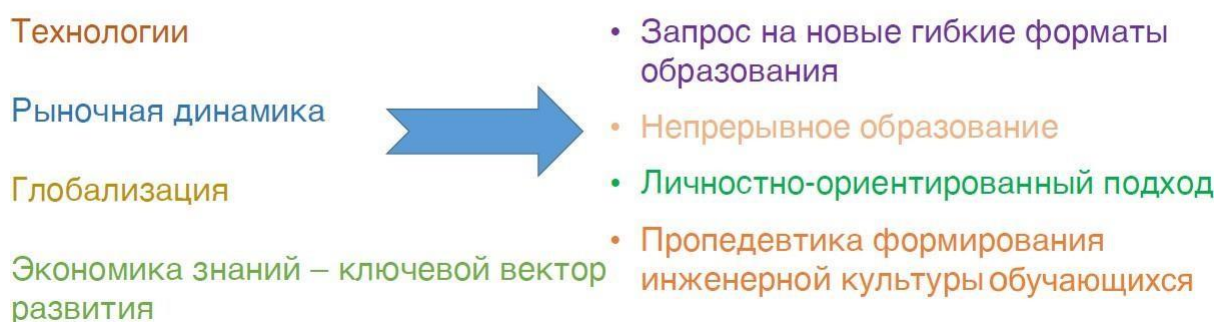 Технологии
Рыночная динамика
Глобализация
Экономика знаний – ключевой вектор
развития
• Запрос на новые гибкие форматы
образования
• Непрерывное образование
• Личностно-ориентированный подход
• Пропедевтика формирования
инженерной культуры обучающихся